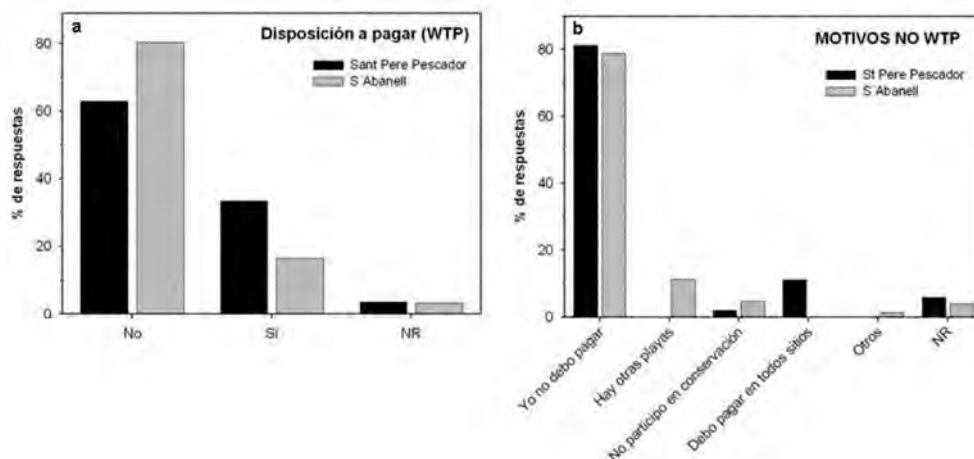 a
Disposición a pagar (WTP)
Sant Pere Pescador
S´Abanell
% de respuestas
80
60
40
20
0
No
Sí
NR
b
MOTIVOS NO WTP
St Pere Pescador
S´Abanell
% de respuestas
80
60
40
20
0
Yo no debo pagar
Hay otras playas
No participo en conservación
Debo pagar en todos sitios
Otros
NR